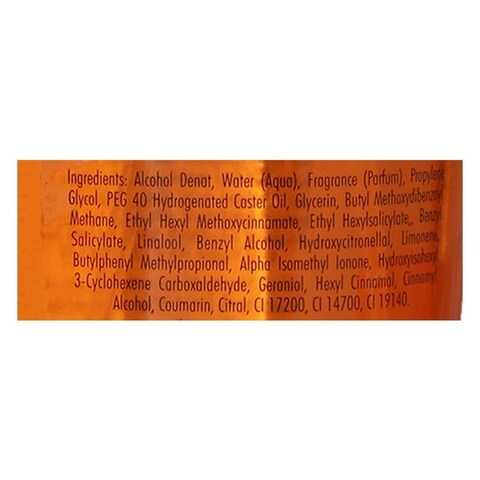 Ingredients: Alcohol Denat, Water (Aqua), Fragrance (Parfum), Propylene
Glycol, PEG 40 Hydrogenated Caster Oil, Glycerin, Butyl Methoxydibenzoyl
Methane, Ethyl Hexyl Methoxycinnamate, Ethyl Hexylsalicylate,, Benzyl
Salicylate, Linalool, Benzyl Alcohol, Hydroxycitronellal, Limonene,
Butylphenyl Methylpropional, Alpha Isomethyl Ionone, Hydroxyisohexyl
3-Cyclohexene Carboxaldehyde, Geraniol, Hexyl Cinnamal, Cinnamyl
Alcohol, Coumarin, Citral, CI 17200, CI 14700, CI 19140.